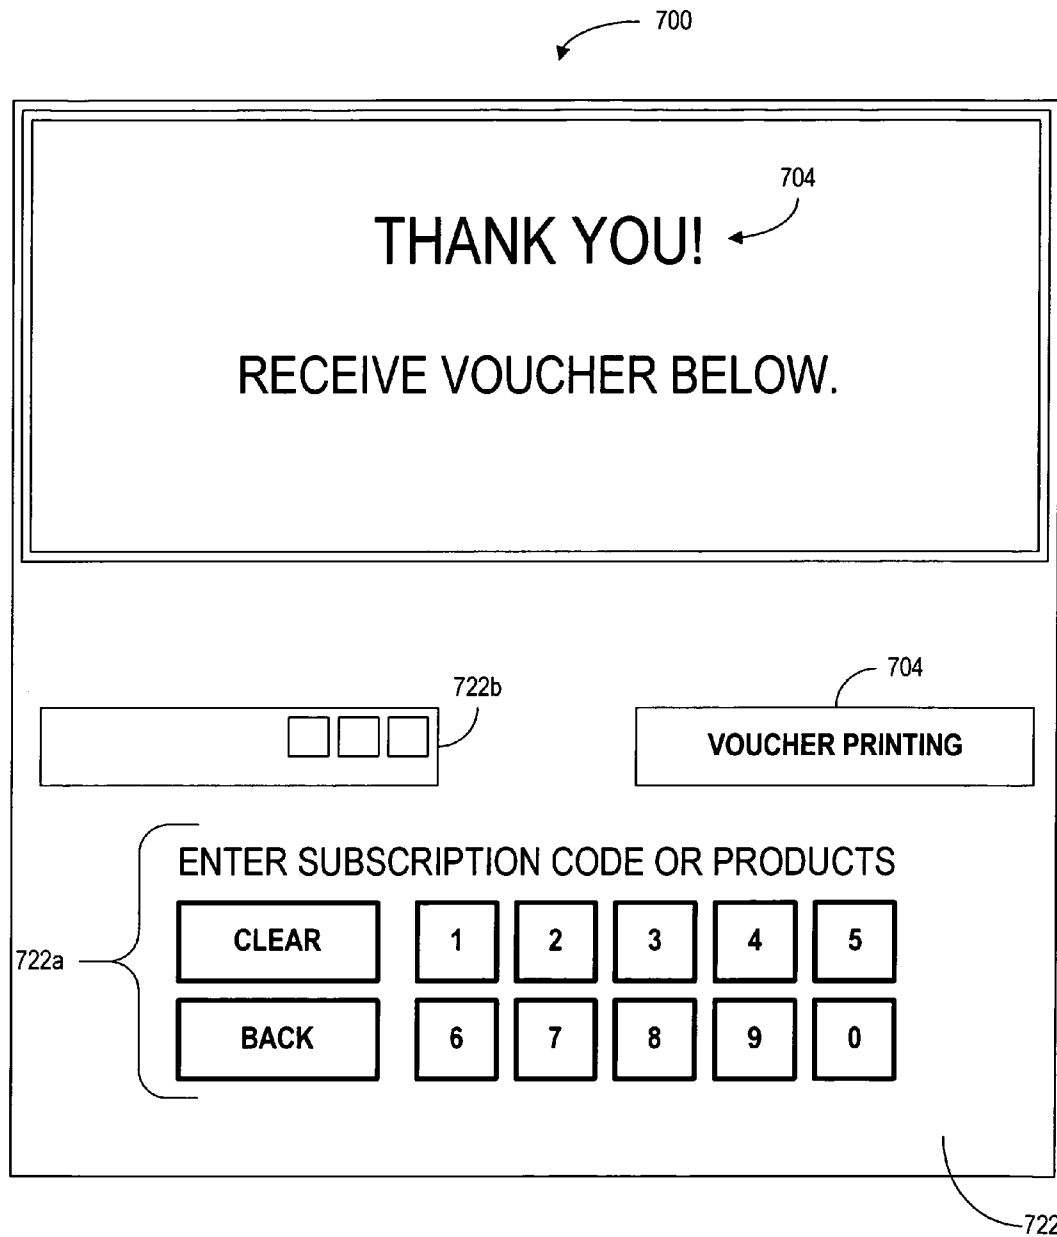 700
704
THANK YOU!
RECEIVE VOUCHER BELOW.
704
722b
VOUCHER PRINTING
ENTER SUBSCRIPTION CODE OR PRODUCTS
CLEAR 1 2 3 4 5
722a
BACK 6 7 8 9 0
722